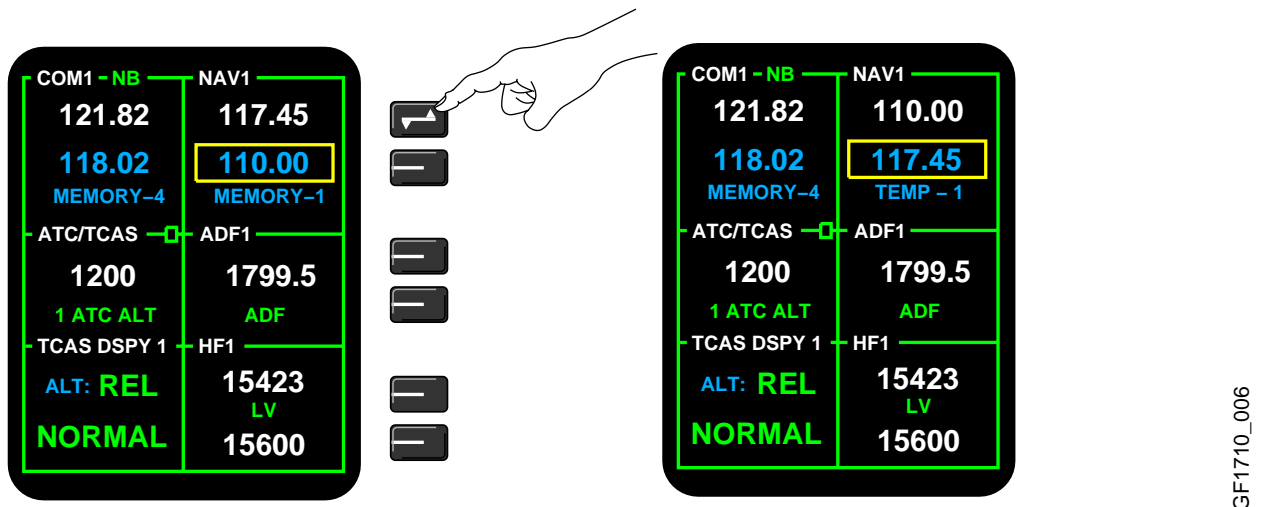 COM1 - NB NAV1
121.82 117.45
118.02 110.00
MEMORY–4 MEMORY–1
ATC/TCAS ADF1
1200 1799.5
1 ATC ALT ADF
TCAS DSPY 1 HF1
ALT: REL 15423
LV
NORMAL 15600
COM1 - NB NAV1
121.82 110.00
118.02 117.45
MEMORY–4 TEMP – 1
ATC/TCAS ADF1
1200 1799.5
1 ATC ALT ADF
TCAS DSPY 1 HF1
ALT: REL 15423
LV
NORMAL 15600
GF1710_006